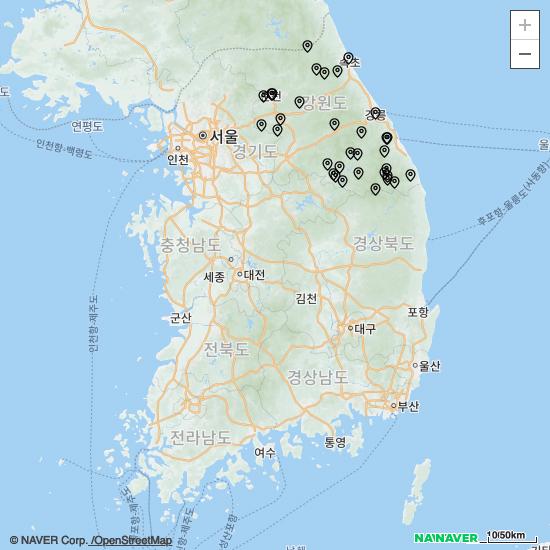 +
−
속초
강원도
강릉
연평도
인천항-백령도
서울
인천
경기도
울
후포항-울릉도(사동항)
충청남도
경상북도
세종
대전
인천항-제주도
김천
포항
군산
대구
전북도
경상남도
울산
부산
전라남도
통영
여수
© NAVER Corp. /OpenStreetMap
NAVER
10/50km